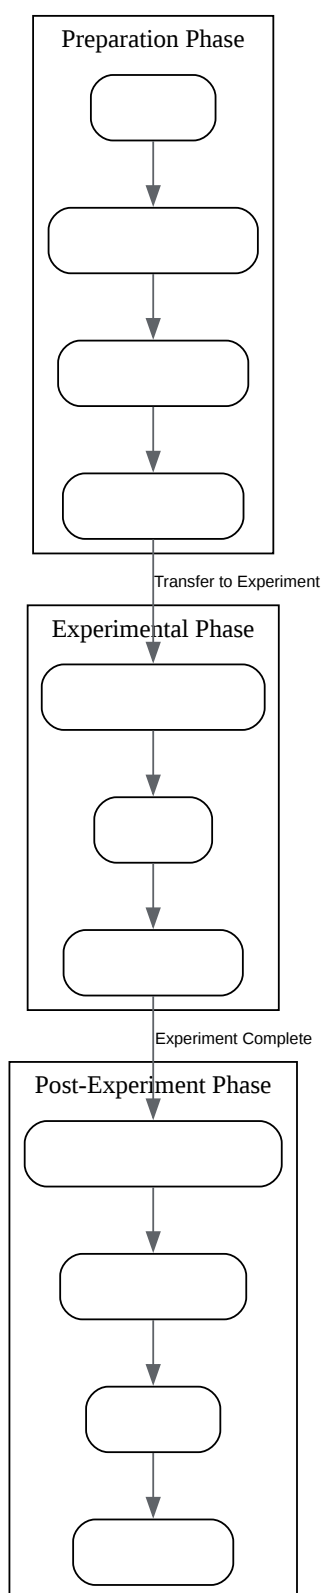 Preparation Phase
Transfer to Experiment
Experimental Phase
Experiment Complete
Post-Experiment Phase